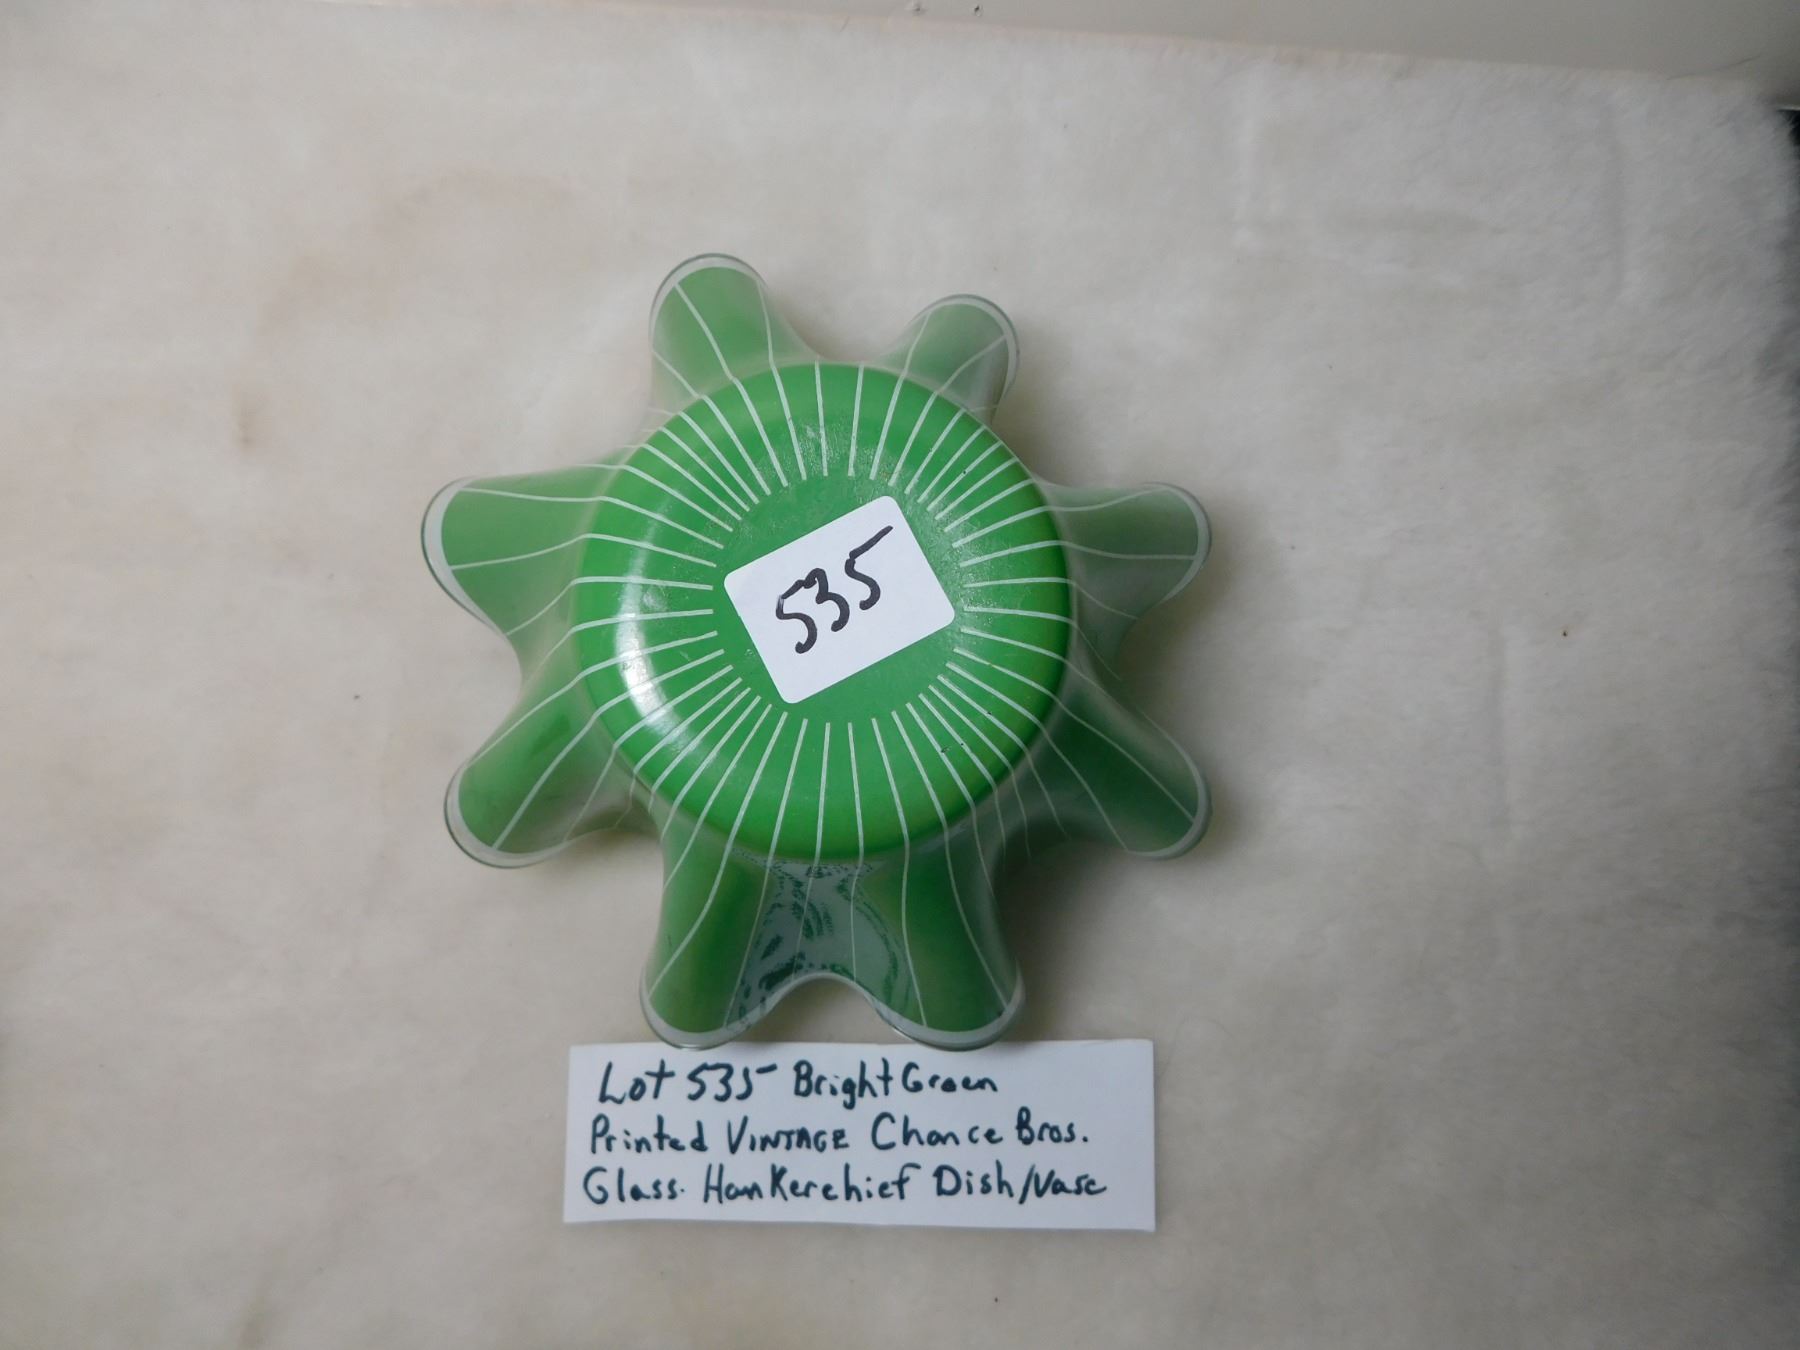 535
Lot 535 Bright Green
Printed VINTAGE Chance Bros.
Glass. Hankerchief Dish/Vase